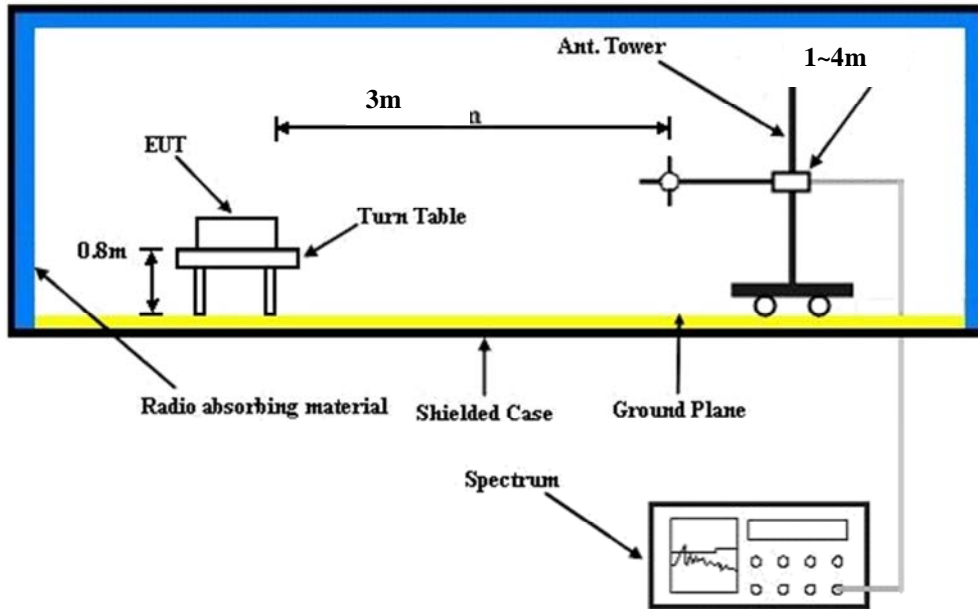 Ant. Tower
1~4m
3m
n
EUT
Turn Table
0.8m
Radio absorbing material
Shielded Case
Ground Plane
Spectrum